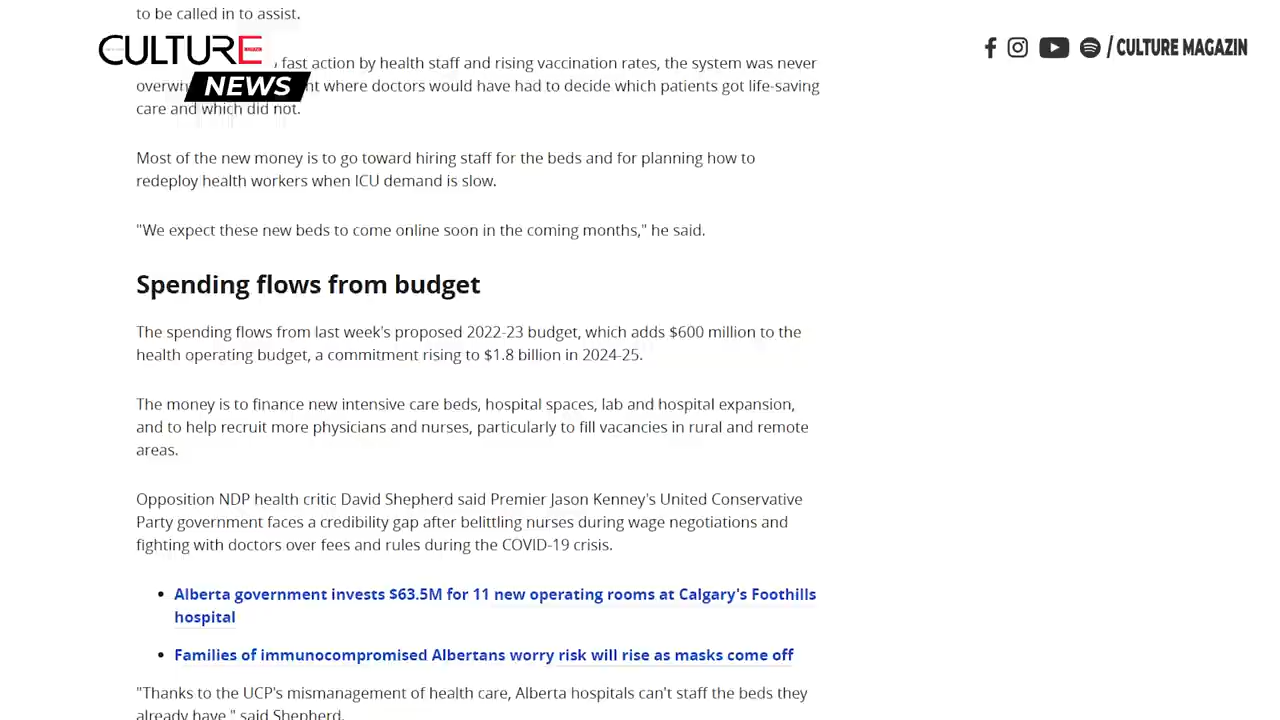 to be called in to assist.
CULTURE
NEWS
/ CULTURE MAGAZIN
fast action by health staff and rising vaccination rates, the system was never
where doctors would have had to decide which patients got life-saving
care and which did not.
Most of the new money is to go toward hiring staff for the beds and for planning how to
redeploy health workers when ICU demand is slow.
"We expect these new beds to come online soon in the coming months," he said.
Spending flows from budget
The spending flows from last week's proposed 2022-23 budget, which adds $600 million to the
health operating budget, a commitment rising to $1.8 billion in 2024-25.
The money is to finance new intensive care beds, hospital spaces, lab and hospital expansion,
and to help recruit more physicians and nurses, particularly to fill vacancies in rural and remote
areas.
Opposition NDP health critic David Shepherd said Premier Jason Kenney's United Conservative
Party government faces a credibility gap after belittling nurses during wage negotiations and
fighting with doctors over fees and rules during the COVID-19 crisis.
• Alberta government invests $63.5M for 11 new operating rooms at Calgary's Foothills
hospital
• Families of immunocompromised Albertans worry risk will rise as masks come off
"Thanks to the UCP's mismanagement of health care, Alberta hospitals can't staff the beds they
already have," said Shepherd.